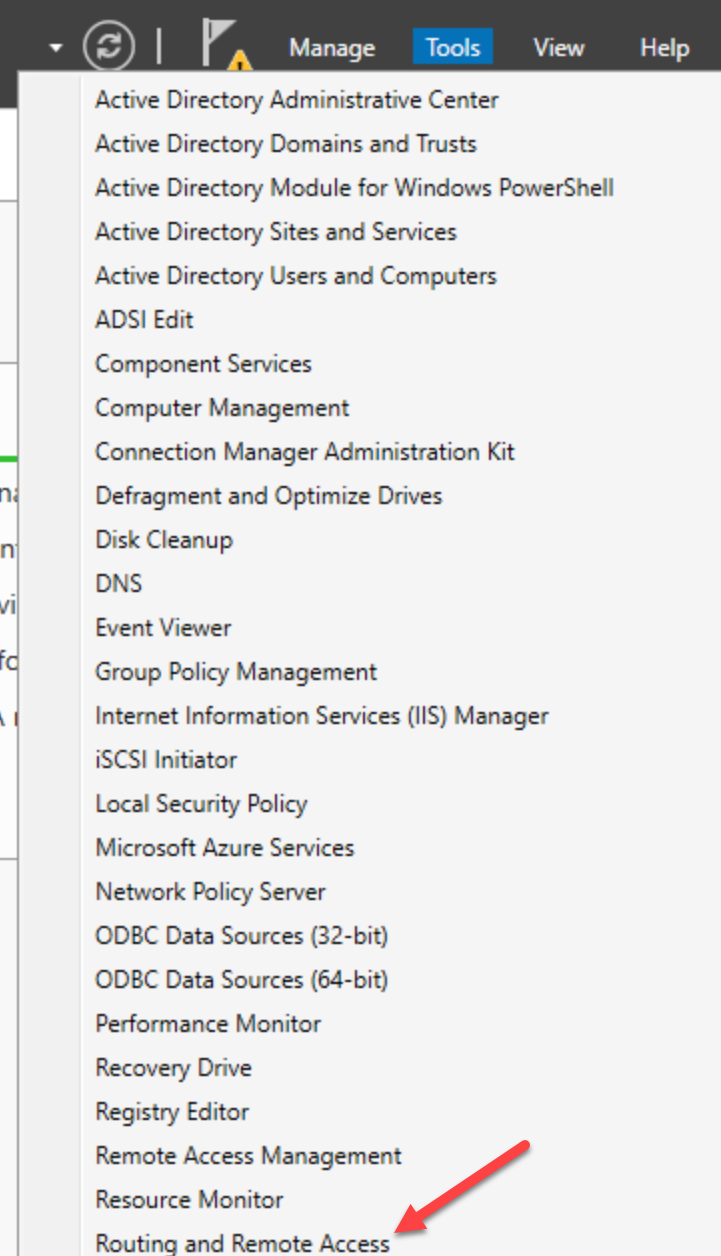 Manage Tools View Help
Active Directory Administrative Center
Active Directory Domains and Trusts
Active Directory Module for Windows PowerShell
Active Directory Sites and Services
Active Directory Users and Computers
ADSI Edit
Component Services
Computer Management
Connection Manager Administration Kit
Defragment and Optimize Drives
Disk Cleanup
DNS
Event Viewer
Group Policy Management
Internet Information Services (IIS) Manager
iSCSI Initiator
Local Security Policy
Microsoft Azure Services
Network Policy Server
ODBC Data Sources (32-bit)
ODBC Data Sources (64-bit)
Performance Monitor
Recovery Drive
Registry Editor
Remote Access Management
Resource Monitor
Routing and Remote Access